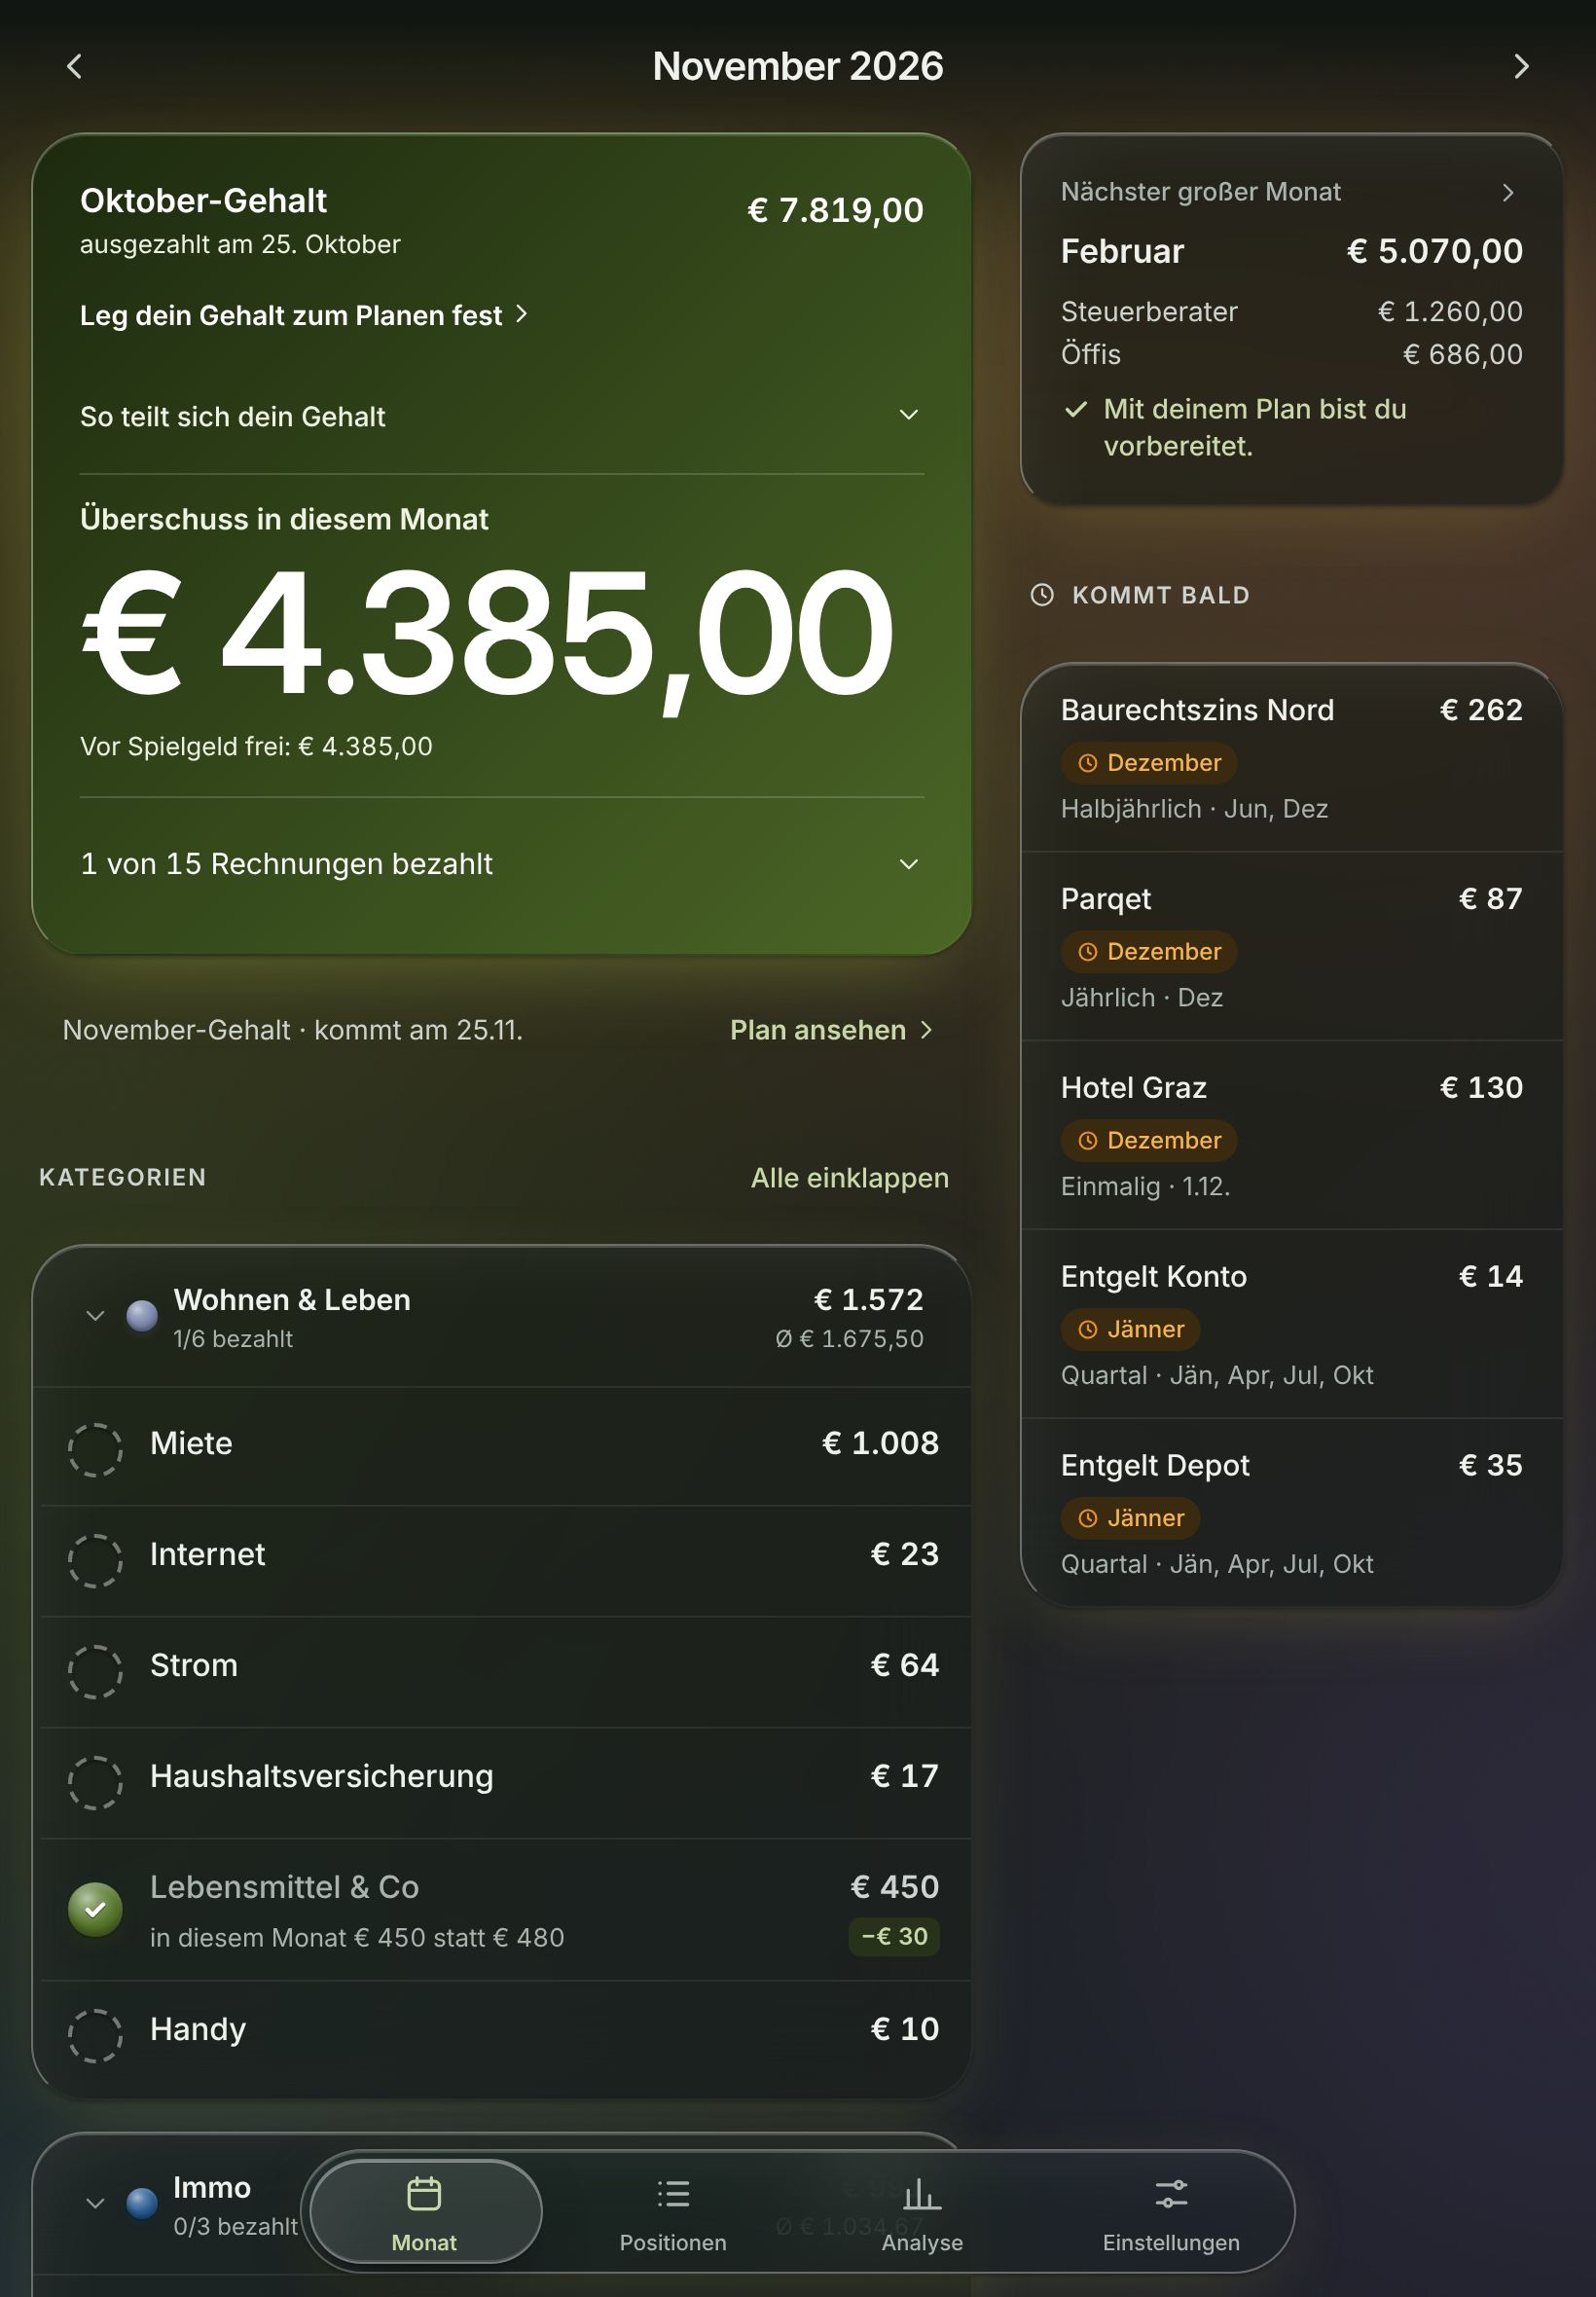 November 2026
Oktober-Gehalt
€ 7.819,00
ausgezahlt am 25. Oktober
Leg dein Gehalt zum Planen fest
So teilt sich dein Gehalt
Überschuss in diesem Monat
€ 4.385,00
Vor Spielgeld frei: € 4.385,00
1 von 15 Rechnungen bezahlt
November-Gehalt · kommt am 25.11.
Plan ansehen
KATEGORIEN
Alle einklappen
Wohnen & Leben
€ 1.572
1/6 bezahlt
Ø € 1.675,50
Miete
€ 1.008
Internet
€ 23
Strom
€ 64
Haushaltsversicherung
€ 17
Lebensmittel & Co
€ 450
in diesem Monat € 450 statt € 480
−€ 30
Handy
€ 10
Immo
0/3 bezahlt
Ø € 1.034,67
Nächster großer Monat
Februar
€ 5.070,00
Steuerberater
€ 1.260,00
Öffis
€ 686,00
Mit deinem Plan bist du
vorbereitet.
KOMMT BALD
Baurechtszins Nord
€ 262
Dezember
Halbjährlich · Jun, Dez
Parqet
€ 87
Dezember
Jährlich · Dez
Hotel Graz
€ 130
Dezember
Einmalig · 1.12.
Entgelt Konto
€ 14
Jänner
Quartal · Jän, Apr, Jul, Okt
Entgelt Depot
€ 35
Jänner
Quartal · Jän, Apr, Jul, Okt
Monat
Positionen
Analyse
Einstellungen